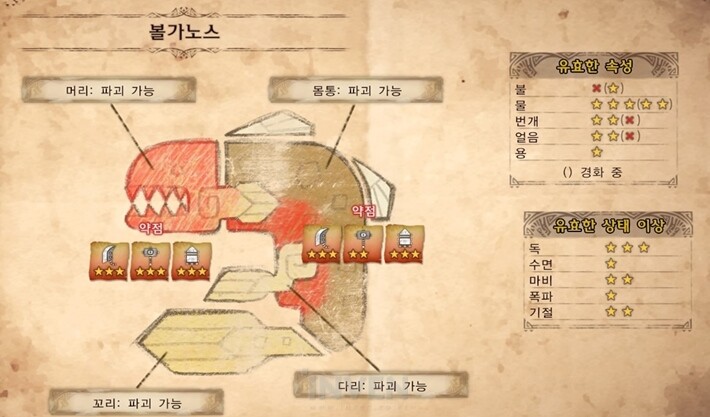 볼가노스
머리: 파괴 가능
몸통: 파괴 가능
약점
약점
꼬리: 파괴 가능
다리: 파괴 가능
유효한 속성
불 ✖(★)
물 ★★★(★★)
번개 ★★(✖)
얼음 ★★(✖)
용 ★
() 경화 중
유효한 상태 이상
독 ★★★
수면 ★
마비 ★★
폭파 ★
기절 ★★